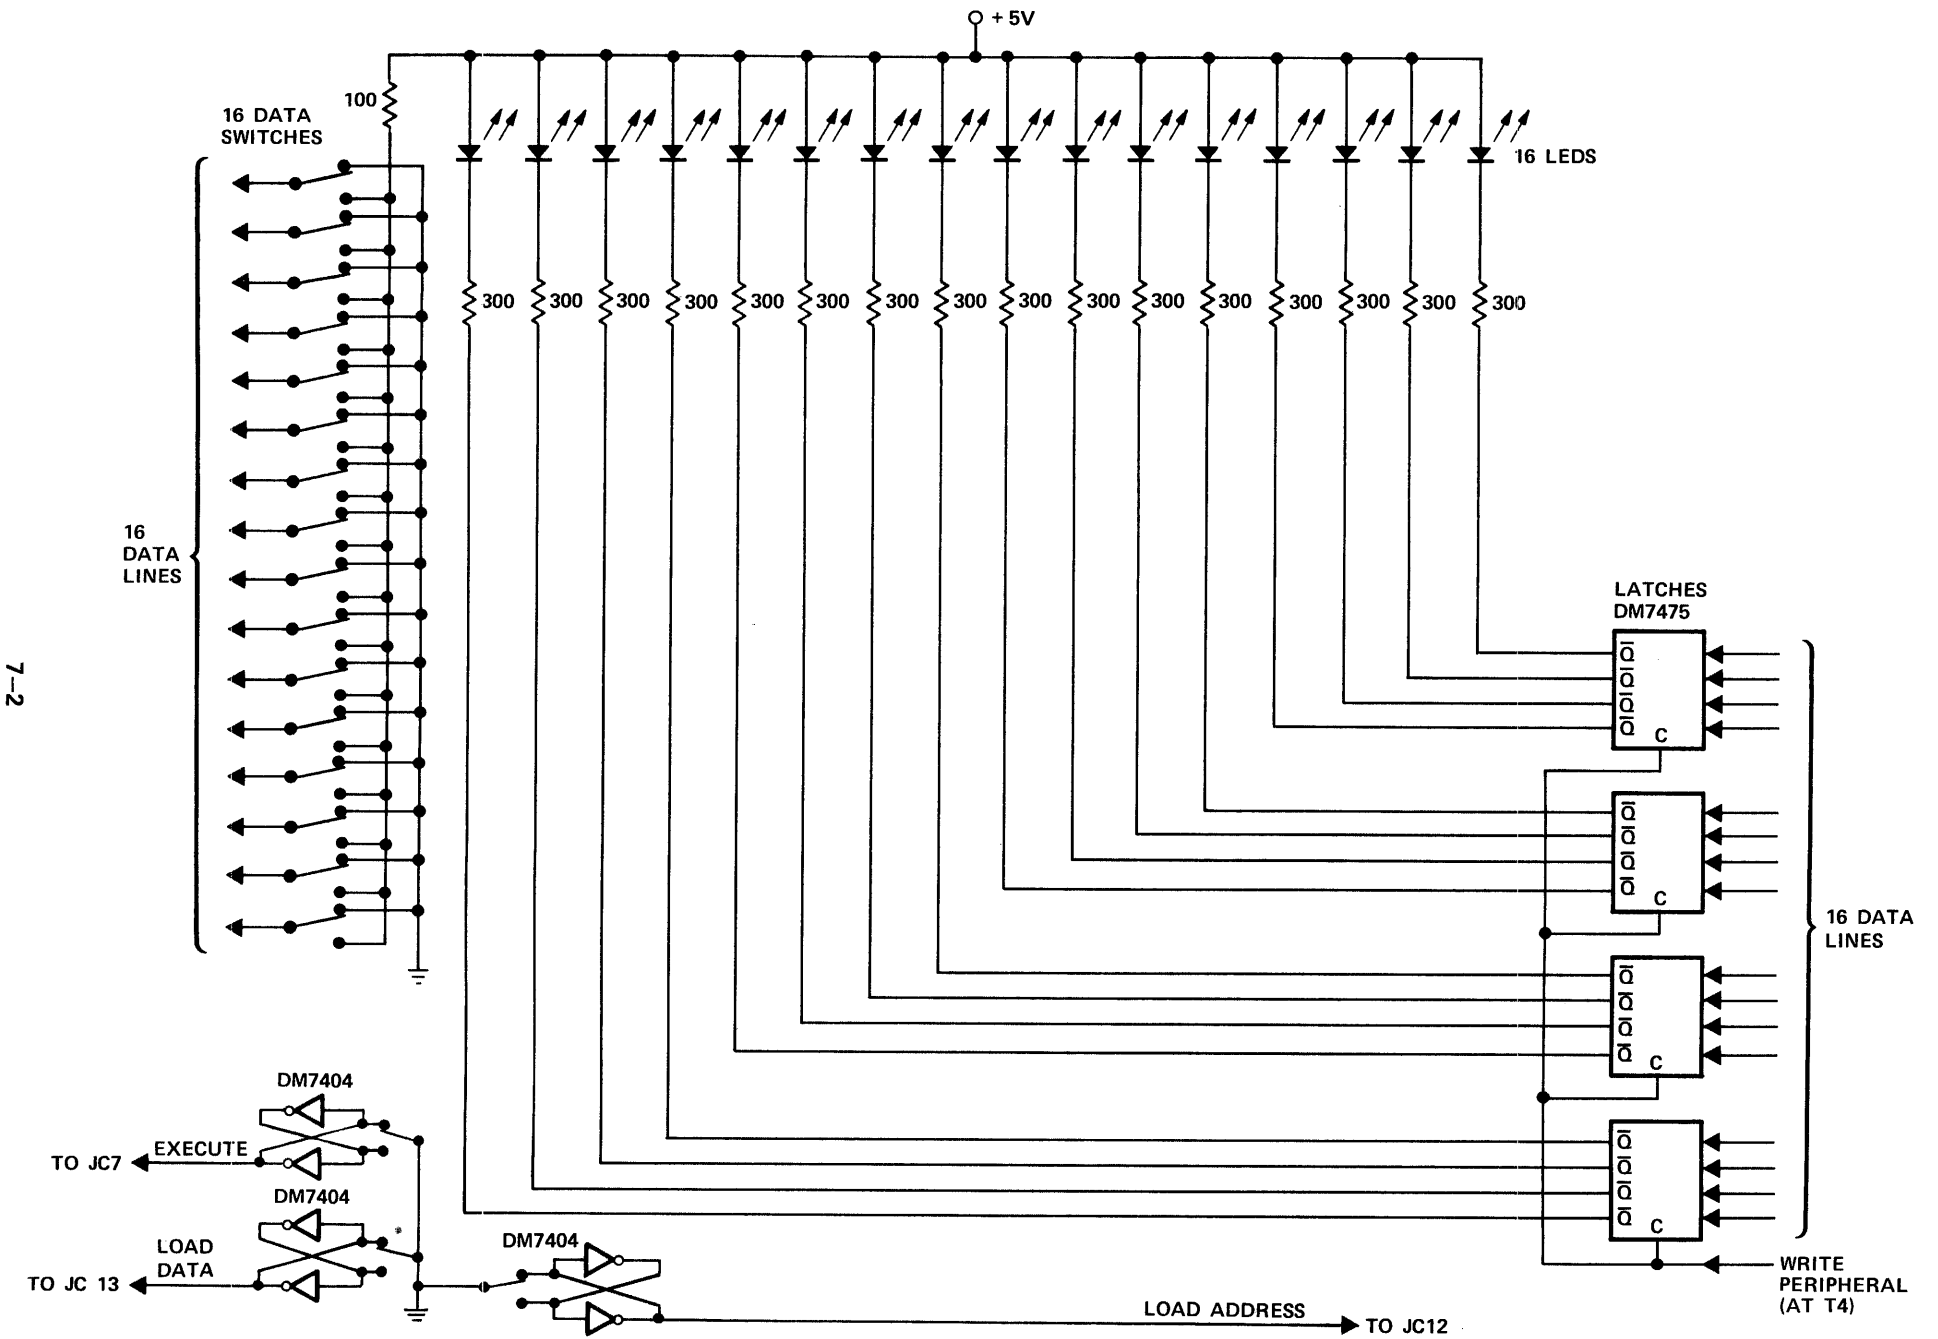 + 5V
100
16 DATA
SWITCHES
16 LEDS
300 300 300 300 300 300 300 300 300 300 300 300 300 300 300 300
16
DATA
LINES
LATCHES
DM7475
Q̅
Q̅
Q̅
Q̅
C
Q̅
Q̅
Q̅
Q̅
C
16 DATA
LINES
Q̅
Q̅
Q̅
Q̅
C
Q̅
Q̅
Q̅
Q̅
C
WRITE
PERIPHERAL
(AT T4)
7–2
DM7404
EXECUTE
TO JC7
DM7404
LOAD
DATA
TO JC 13
DM7404
LOAD ADDRESS
TO JC12